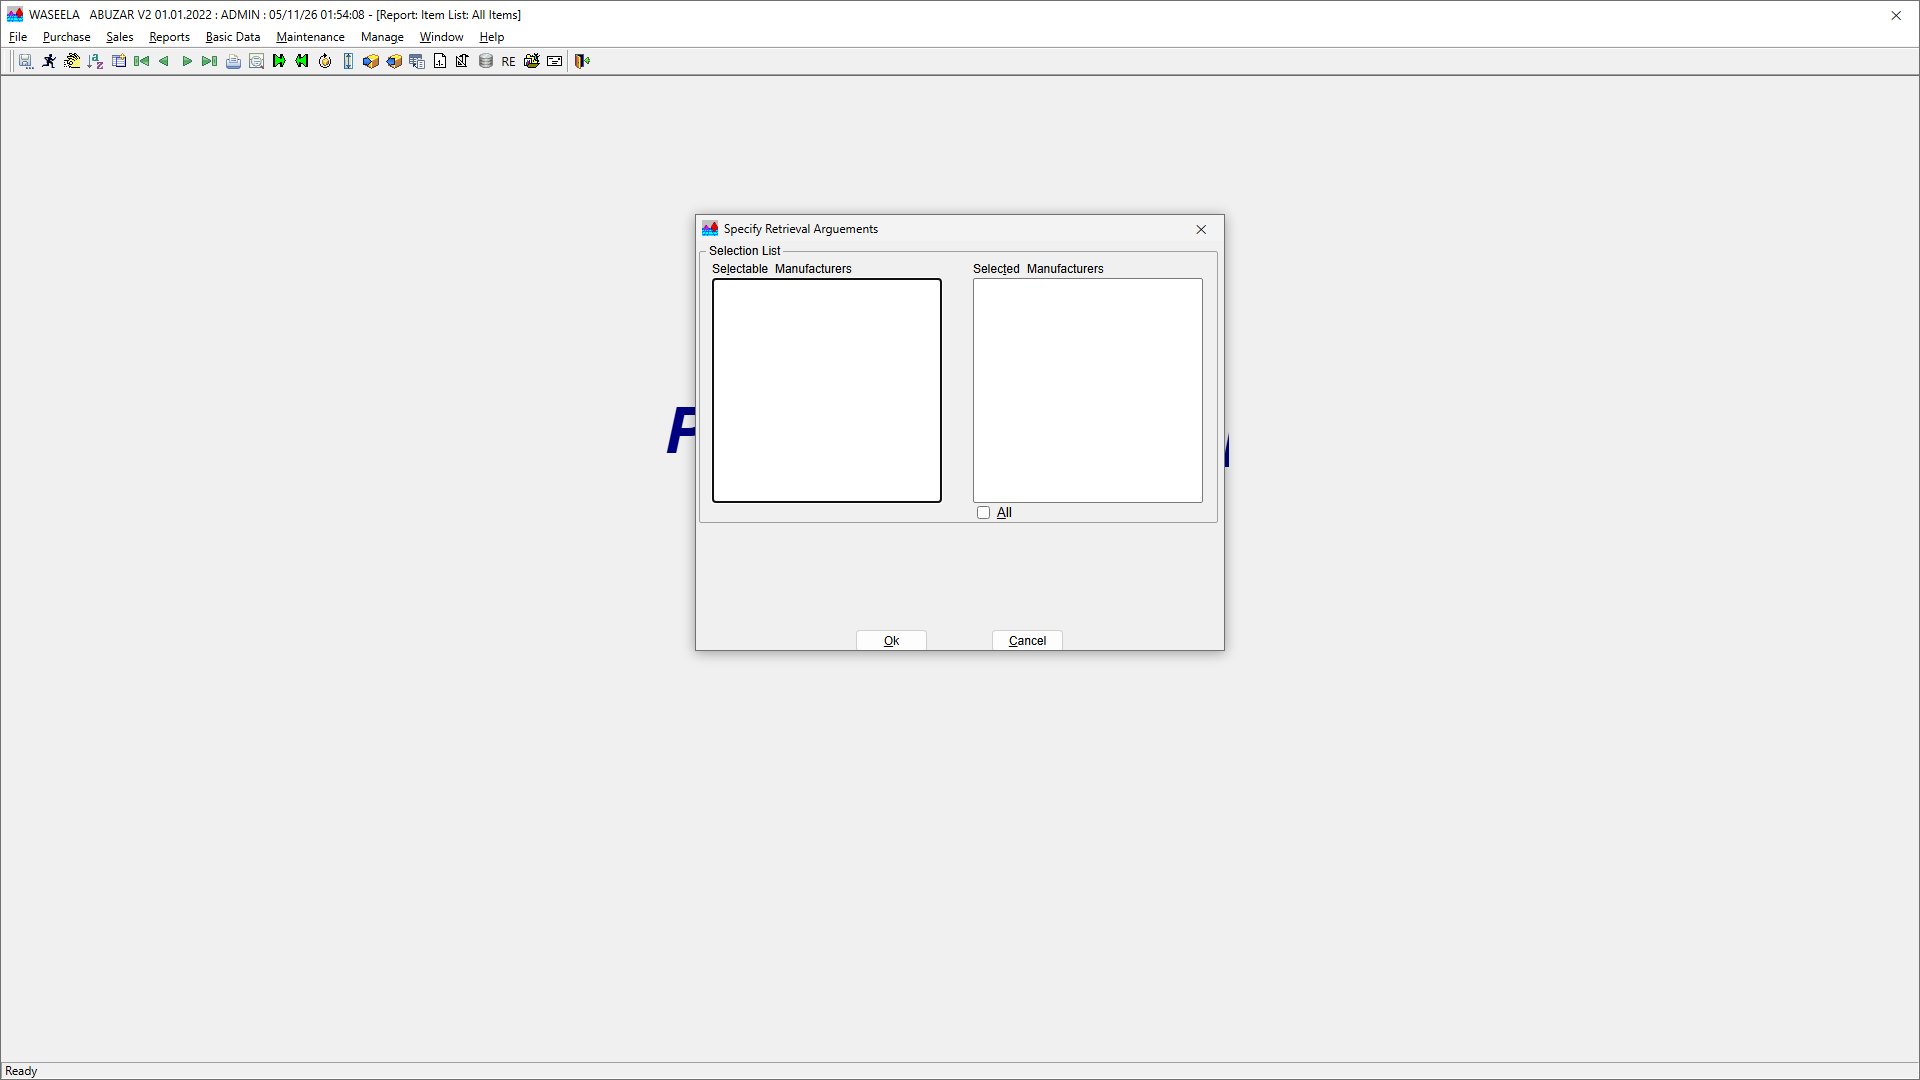 WASEELA   ABUZAR V2 01.01.2022 : ADMIN : 05/11/26 01:54:08 - [Report: Item List: All Items]
File Purchase Sales Reports Basic Data Maintenance Manage Window Help
RE
Specify Retrieval Arguements
Selection List
Selectable  Manufacturers Selected  Manufacturers
All
Ok Cancel
Ready